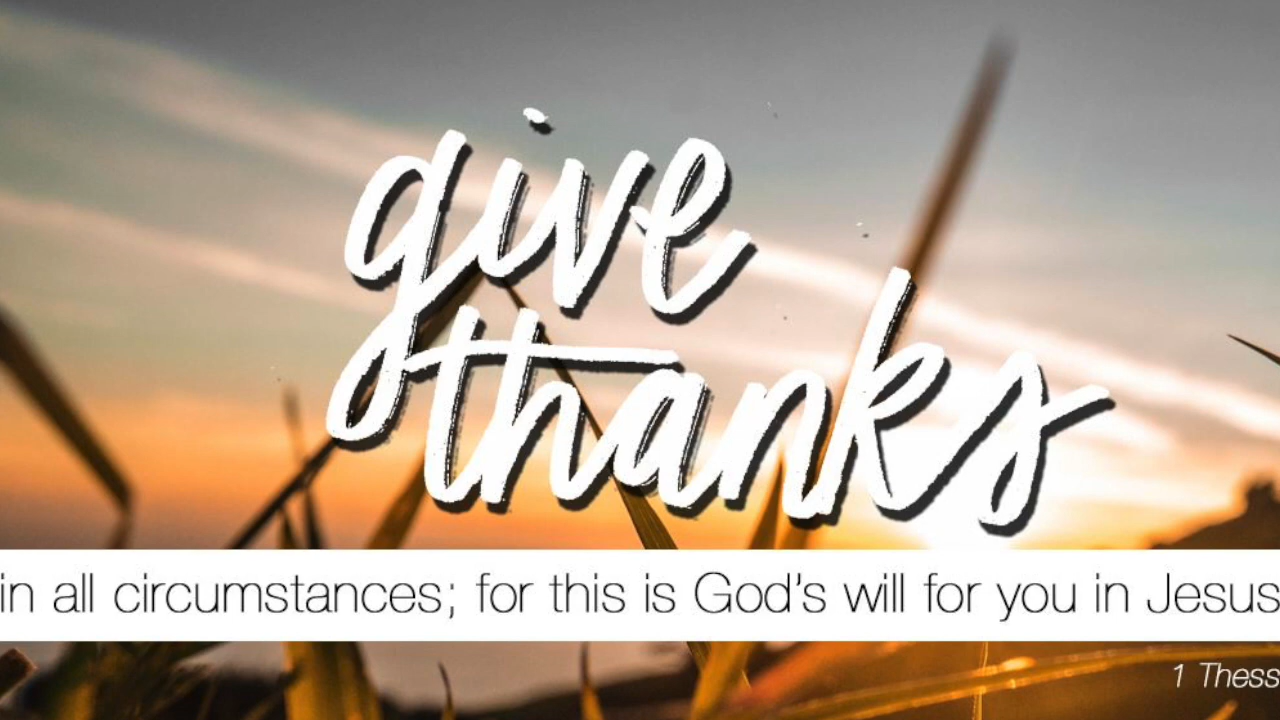 give
thanks
in all circumstances; for this is God’s will for you in Jesus
1 Thess